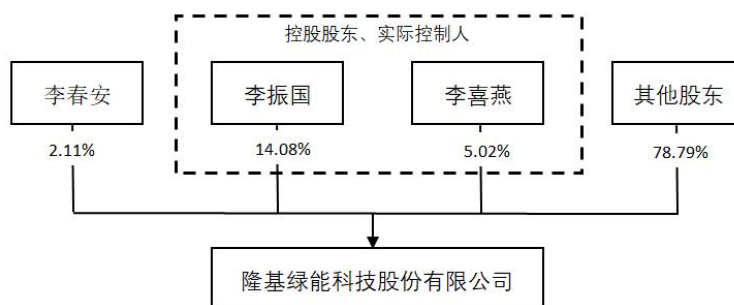 控股股东、实际控制人
李春安
李振国
李喜燕
其他股东
2.11%
14.08%
5.02%
78.79%
隆基绿能科技股份有限公司